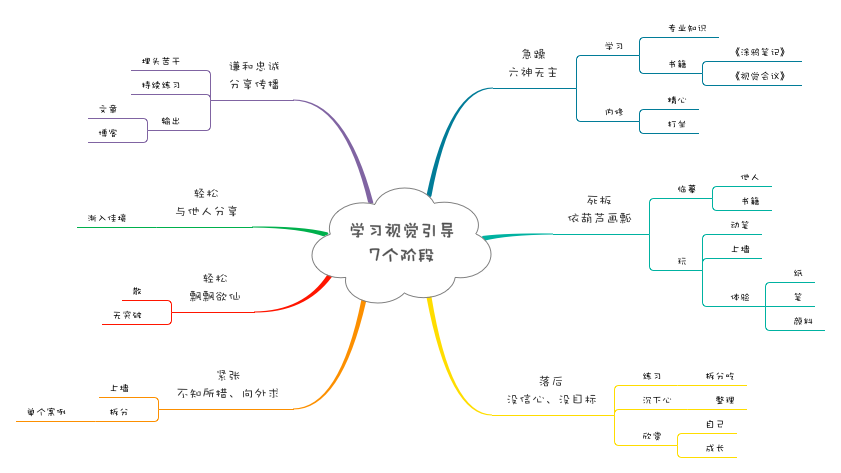 学习视觉引导
7个阶段
急躁
六神无主
学习
专业知识
书籍
《涂鸦笔记》
《视觉会议》
内修
精心
打坐
死板
依葫芦画瓢
临摹
他人
书籍
玩
动笔
上墙
体验
纸
笔
颜料
落后
没信心、没目标
练习
拆分咬
沉下心
整理
欣赏
自己
成长
紧张
不知所措、向外求
上墙
拆分
单个案例
轻松
飘飘欲仙
散
无突破
轻松
与他人分享
渐入佳境
谦和忠诚
分享传播
埋头苦干
持续练习
输出
文章
博客